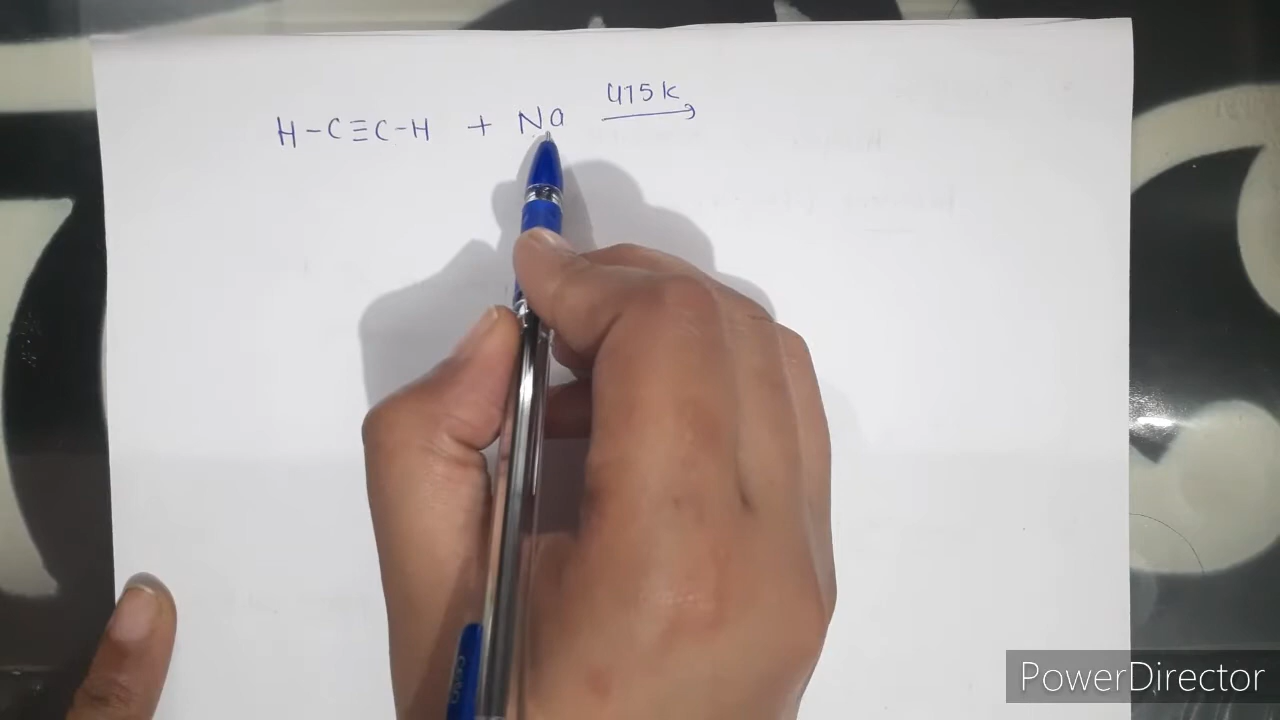 H-C≡C-H + Na 475K →
PowerDirector